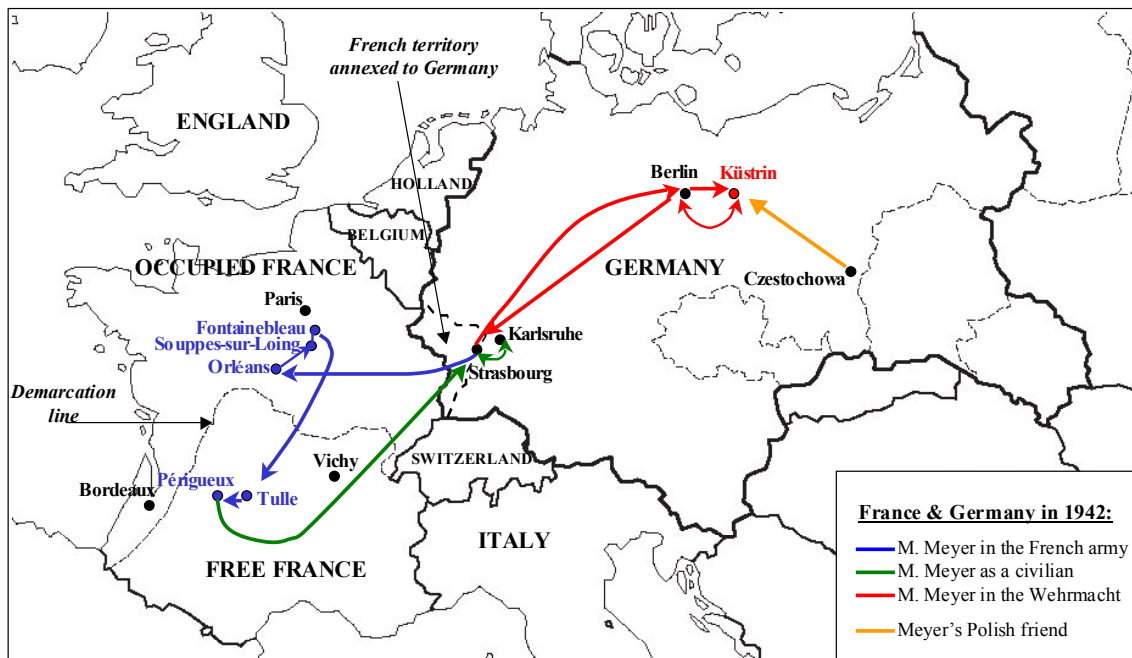 French territory
annexed to Germany
ENGLAND
Berlin
Küstrin
HOLLAND
BELGIUM
OCCUPIED FRANCE
GERMANY
Czestochowa
Paris
Fontainebleau
Souppes-sur-Loing
Karlsruhe
Orléans
Strasbourg
Demarcation
line
Vichy
SWITZERLAND
Périgueux
Bordeaux
Tulle
ITALY
FREE FRANCE
France & Germany in 1942:
M. Meyer in the French army
M. Meyer as a civilian
M. Meyer in the Wehrmacht
Meyer's Polish friend